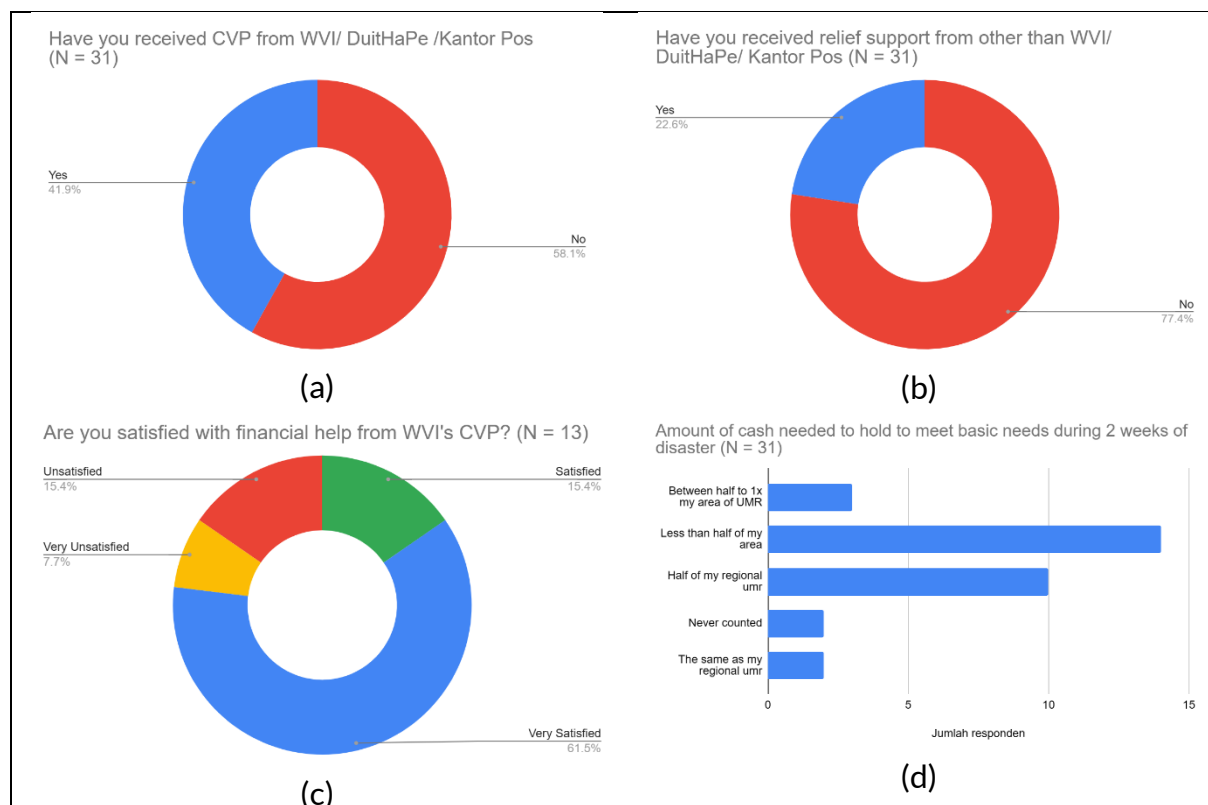 Have you received CVP from WVI/ DuitHaPe /Kantor Pos
(N = 31)
Yes
41.9%
No
58.1%
(a)
Have you received relief support from other than WVI/
DuitHaPe/ Kantor Pos (N = 31)
Yes
22.6%
No
77.4%
(b)
Are you satisfied with financial help from WVI's CVP? (N = 13)
Unsatisfied
15.4%
Satisfied
15.4%
Very Unsatisfied
7.7%
Very Satisfied
61.5%
(c)
Amount of cash needed to hold to meet basic needs during 2 weeks of
disaster (N = 31)
Between half to 1x
my area of UMR
Less than half of my
area
Half of my regional
umr
Never counted
The same as my
regional umr
0
5
10
15
Jumlah responden
(d)